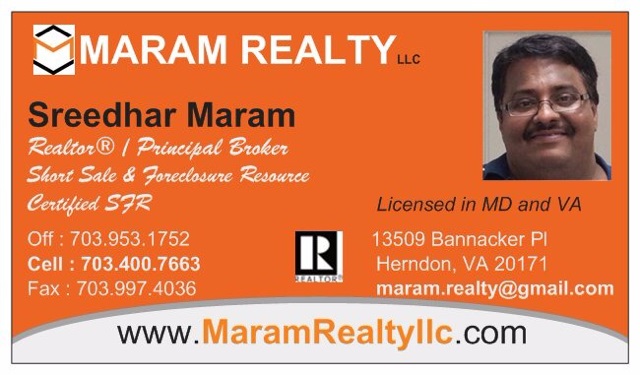 MARAM REALTY LLC
Sreedhar Maram
Realtor® / Principal Broker
Short Sale & Foreclosure Resource
Certified SFR
Licensed in MD and VA
Off : 703.953.1752
Cell : 703.400.7663
Fax : 703.997.4036
R
REALTOR®
13509 Bannacker Pl
Herndon, VA 20171
maram.realty@gmail.com
www.MaramRealtyllc.com